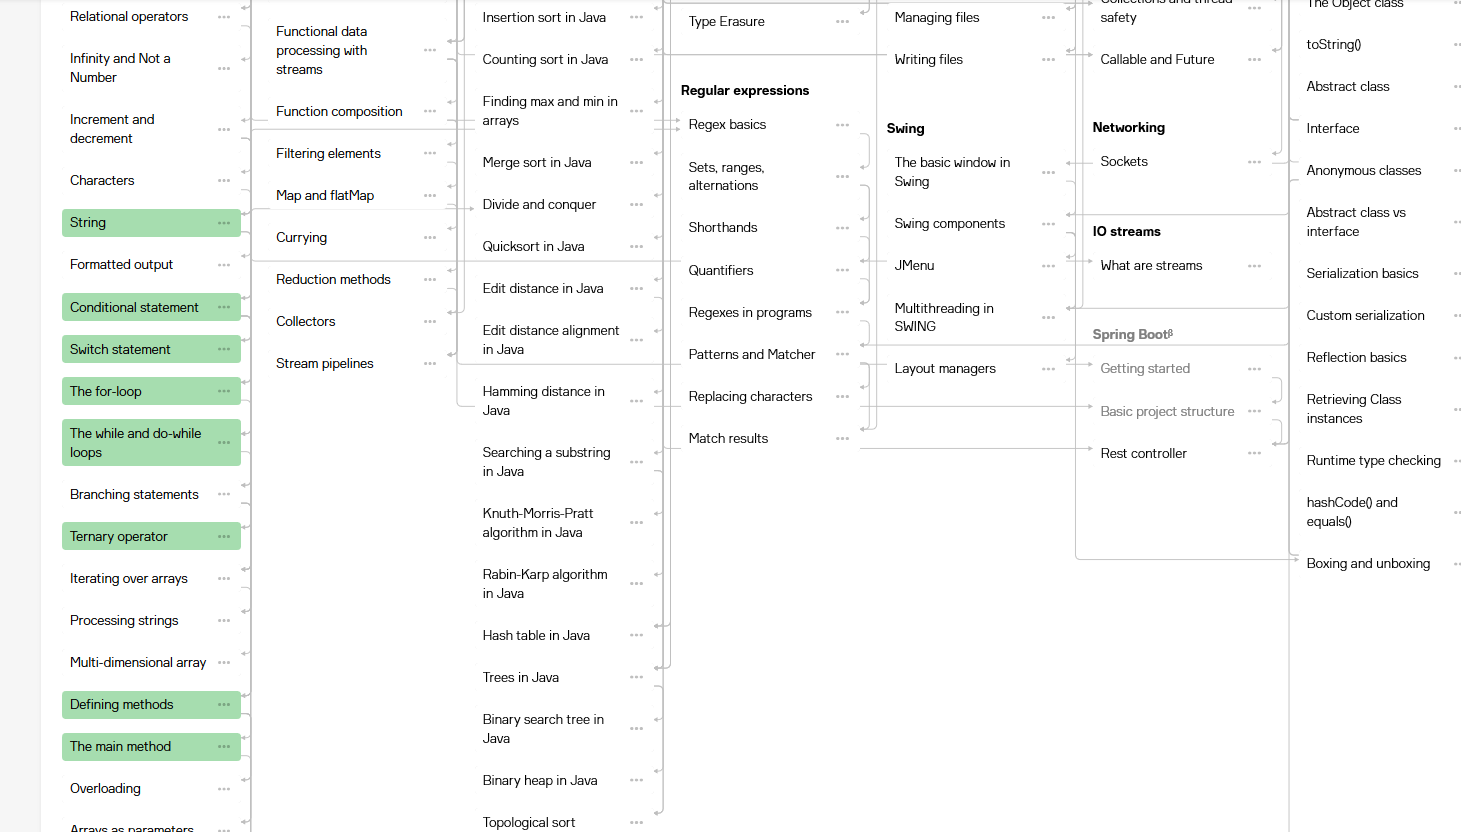 Relational operators
Infinity and Not a
Number
Increment and
decrement
Characters
String
Formatted output
Conditional statement
Switch statement
The for-loop
The while and do-while
loops
Branching statements
Ternary operator
Iterating over arrays
Processing strings
Multi-dimensional array
Defining methods
The main method
Overloading
Arrays as parameters
Functional data
processing with
streams
Function composition
Filtering elements
Map and flatMap
Currying
Reduction methods
Collectors
Stream pipelines
Insertion sort in Java
Counting sort in Java
Finding max and min in
arrays
Merge sort in Java
Divide and conquer
Quicksort in Java
Edit distance in Java
Edit distance alignment
in Java
Hamming distance in
Java
Searching a substring
in Java
Knuth-Morris-Pratt
algorithm in Java
Rabin-Karp algorithm
in Java
Hash table in Java
Trees in Java
Binary search tree in
Java
Binary heap in Java
Topological sort
Type Erasure
Regular expressions
Regex basics
Sets, ranges,
alternations
Shorthands
Quantifiers
Regexes in programs
Patterns and Matcher
Replacing characters
Match results
Managing files
Writing files
Swing
The basic window in
Swing
Swing components
JMenu
Multithreading in
SWING
Layout managers
Collections and thread
safety
Callable and Future
Networking
Sockets
IO streams
What are streams
Spring Bootβ
Getting started
Basic project structure
Rest controller
The Object class
toString()
Abstract class
Interface
Anonymous classes
Abstract class vs
interface
Serialization basics
Custom serialization
Reflection basics
Retrieving Class
instances
Runtime type checking
hashCode() and
equals()
Boxing and unboxing